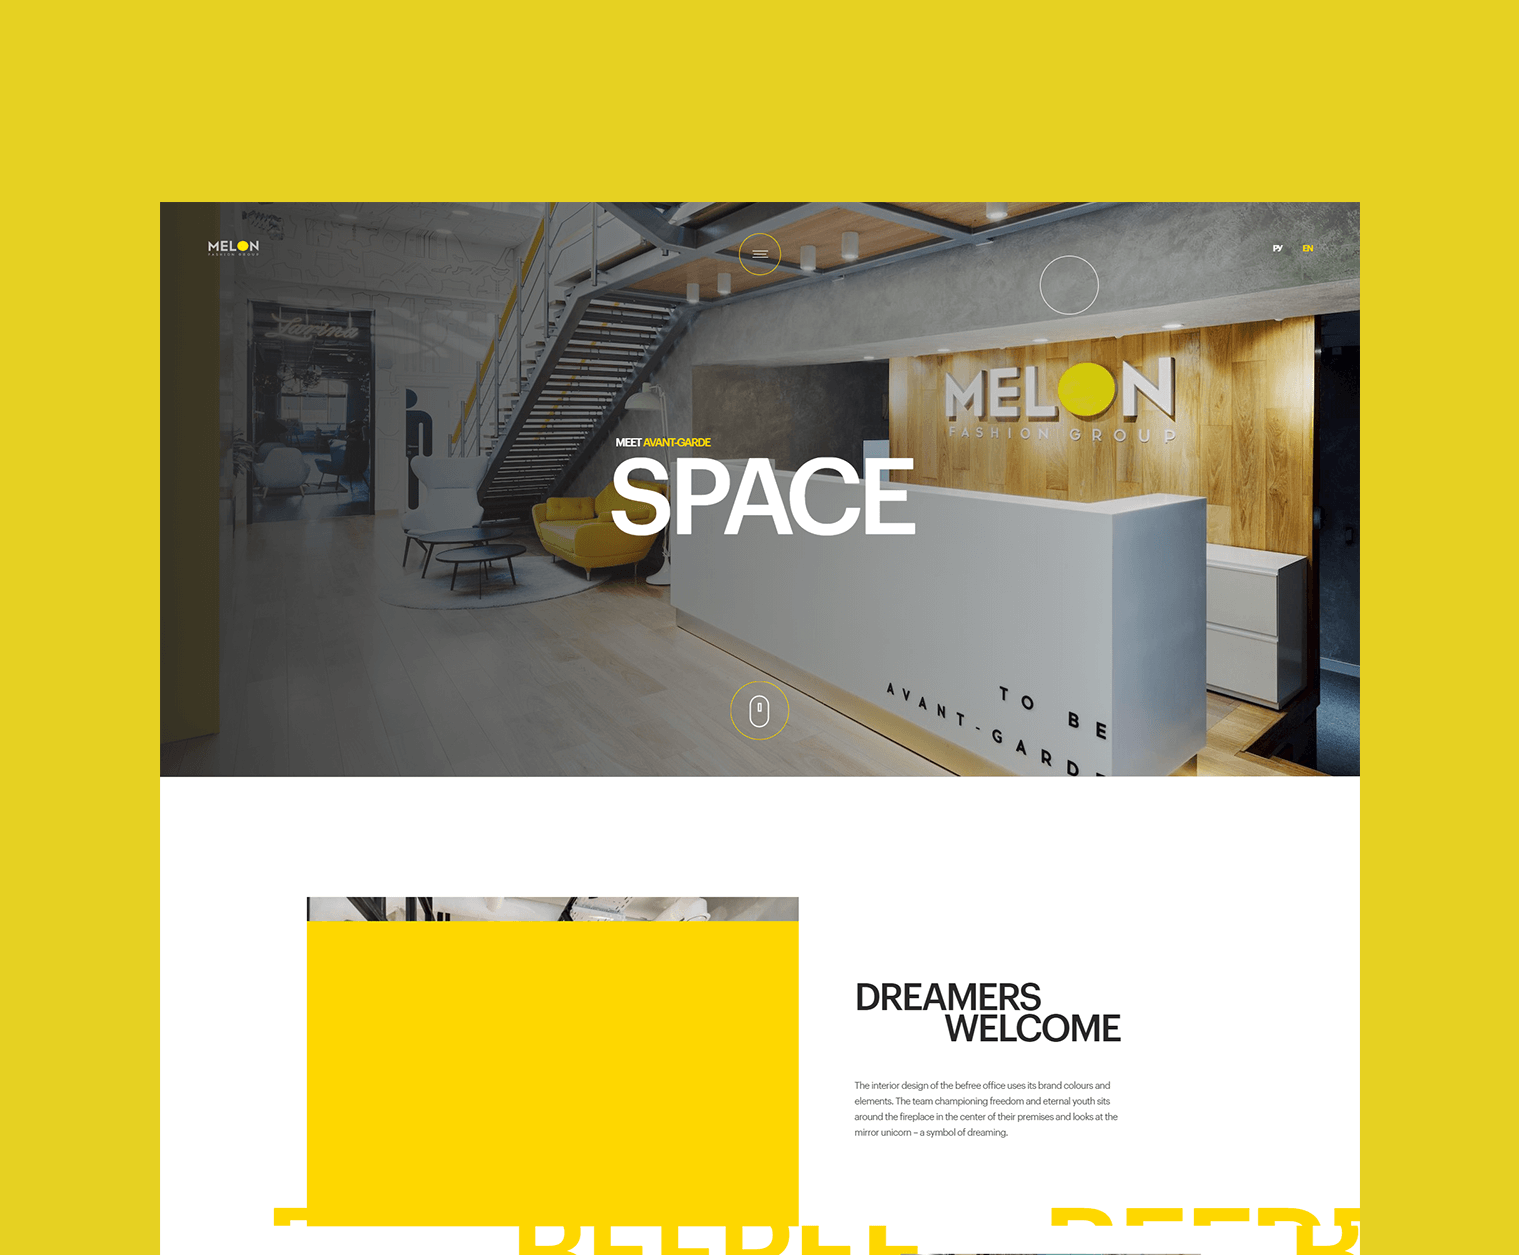 MELON
FASHION GROUP
РУ
EN
Zarina
MELON
FASHION GROUP
MEET AVANT-GARDE
SPACE
TO BE
AVANT-GARDE
DREAMERS
WELCOME
The interior design of the befree office uses its brand colours and
elements. The team championing freedom and eternal youth sits
around the fireplace in the center of their premises and looks at the
mirror unicorn – a symbol of dreaming.